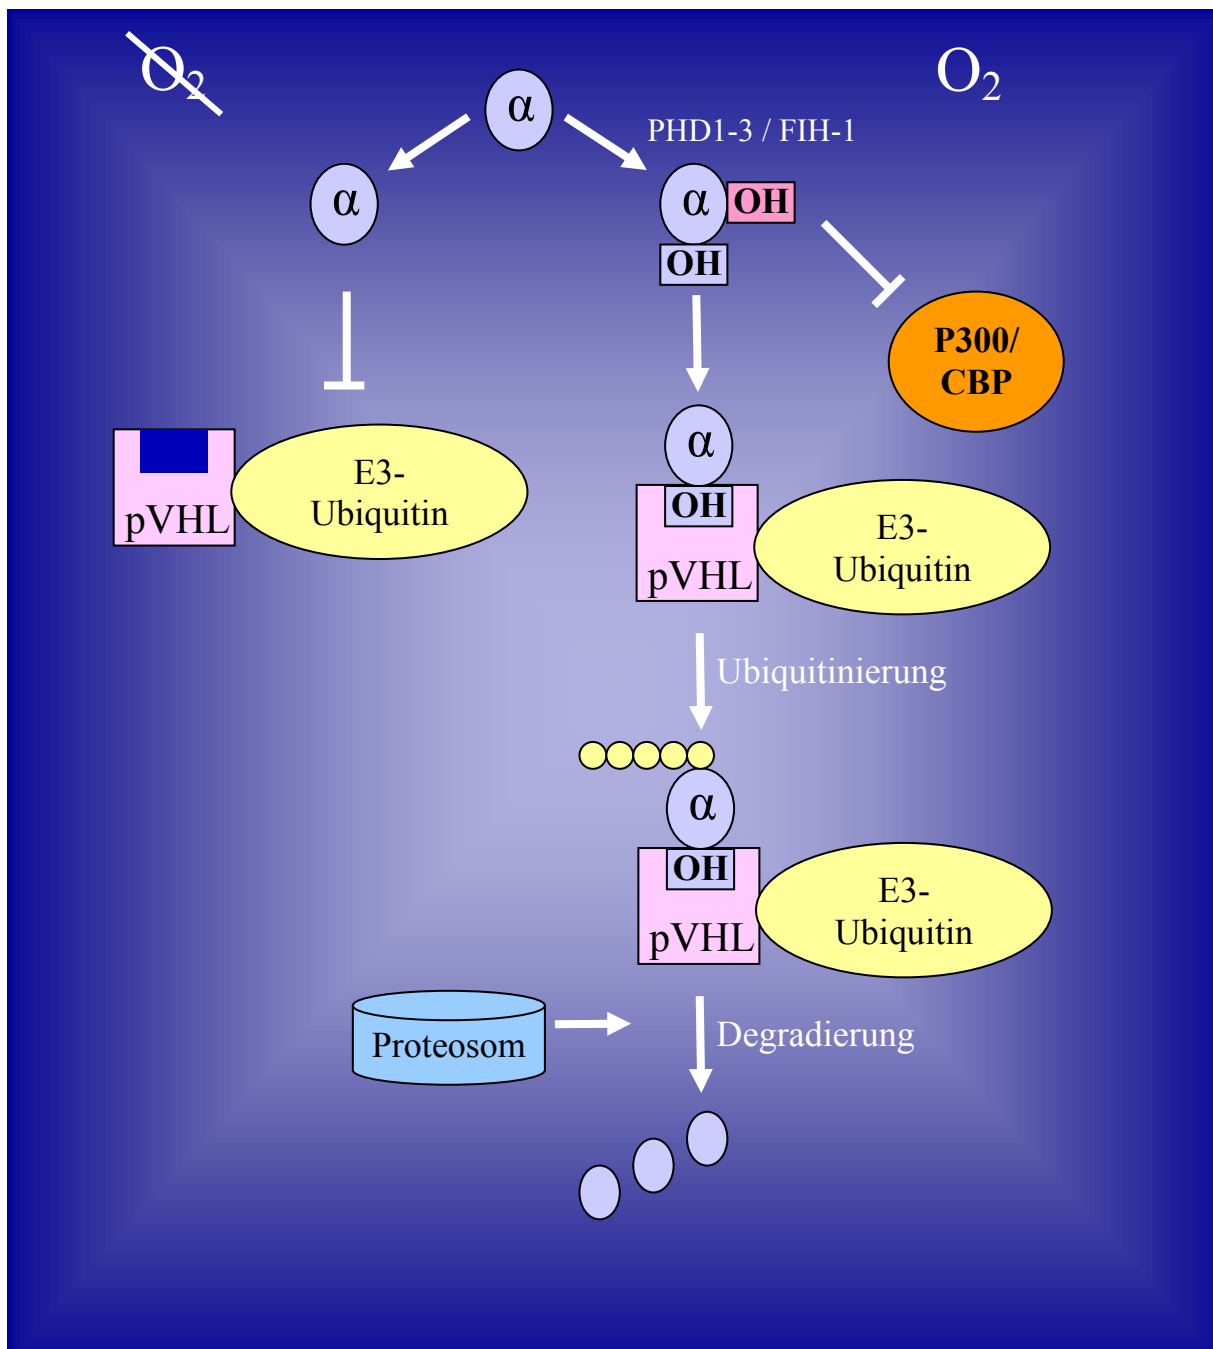 O2
O2
α
PHD1-3 / FIH-1
α
α
OH
OH
P300/
CBP
α
E3-
Ubiquitin
pVHL
OH
E3-
Ubiquitin
pVHL
Ubiquitinierung
α
OH
E3-
Ubiquitin
pVHL
Proteosom
Degradierung